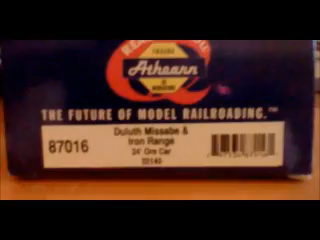 Athearn
THE FUTURE OF MODEL RAILROADING.™
87016
Duluth Missabe &
Iron Range
24' Ore Car